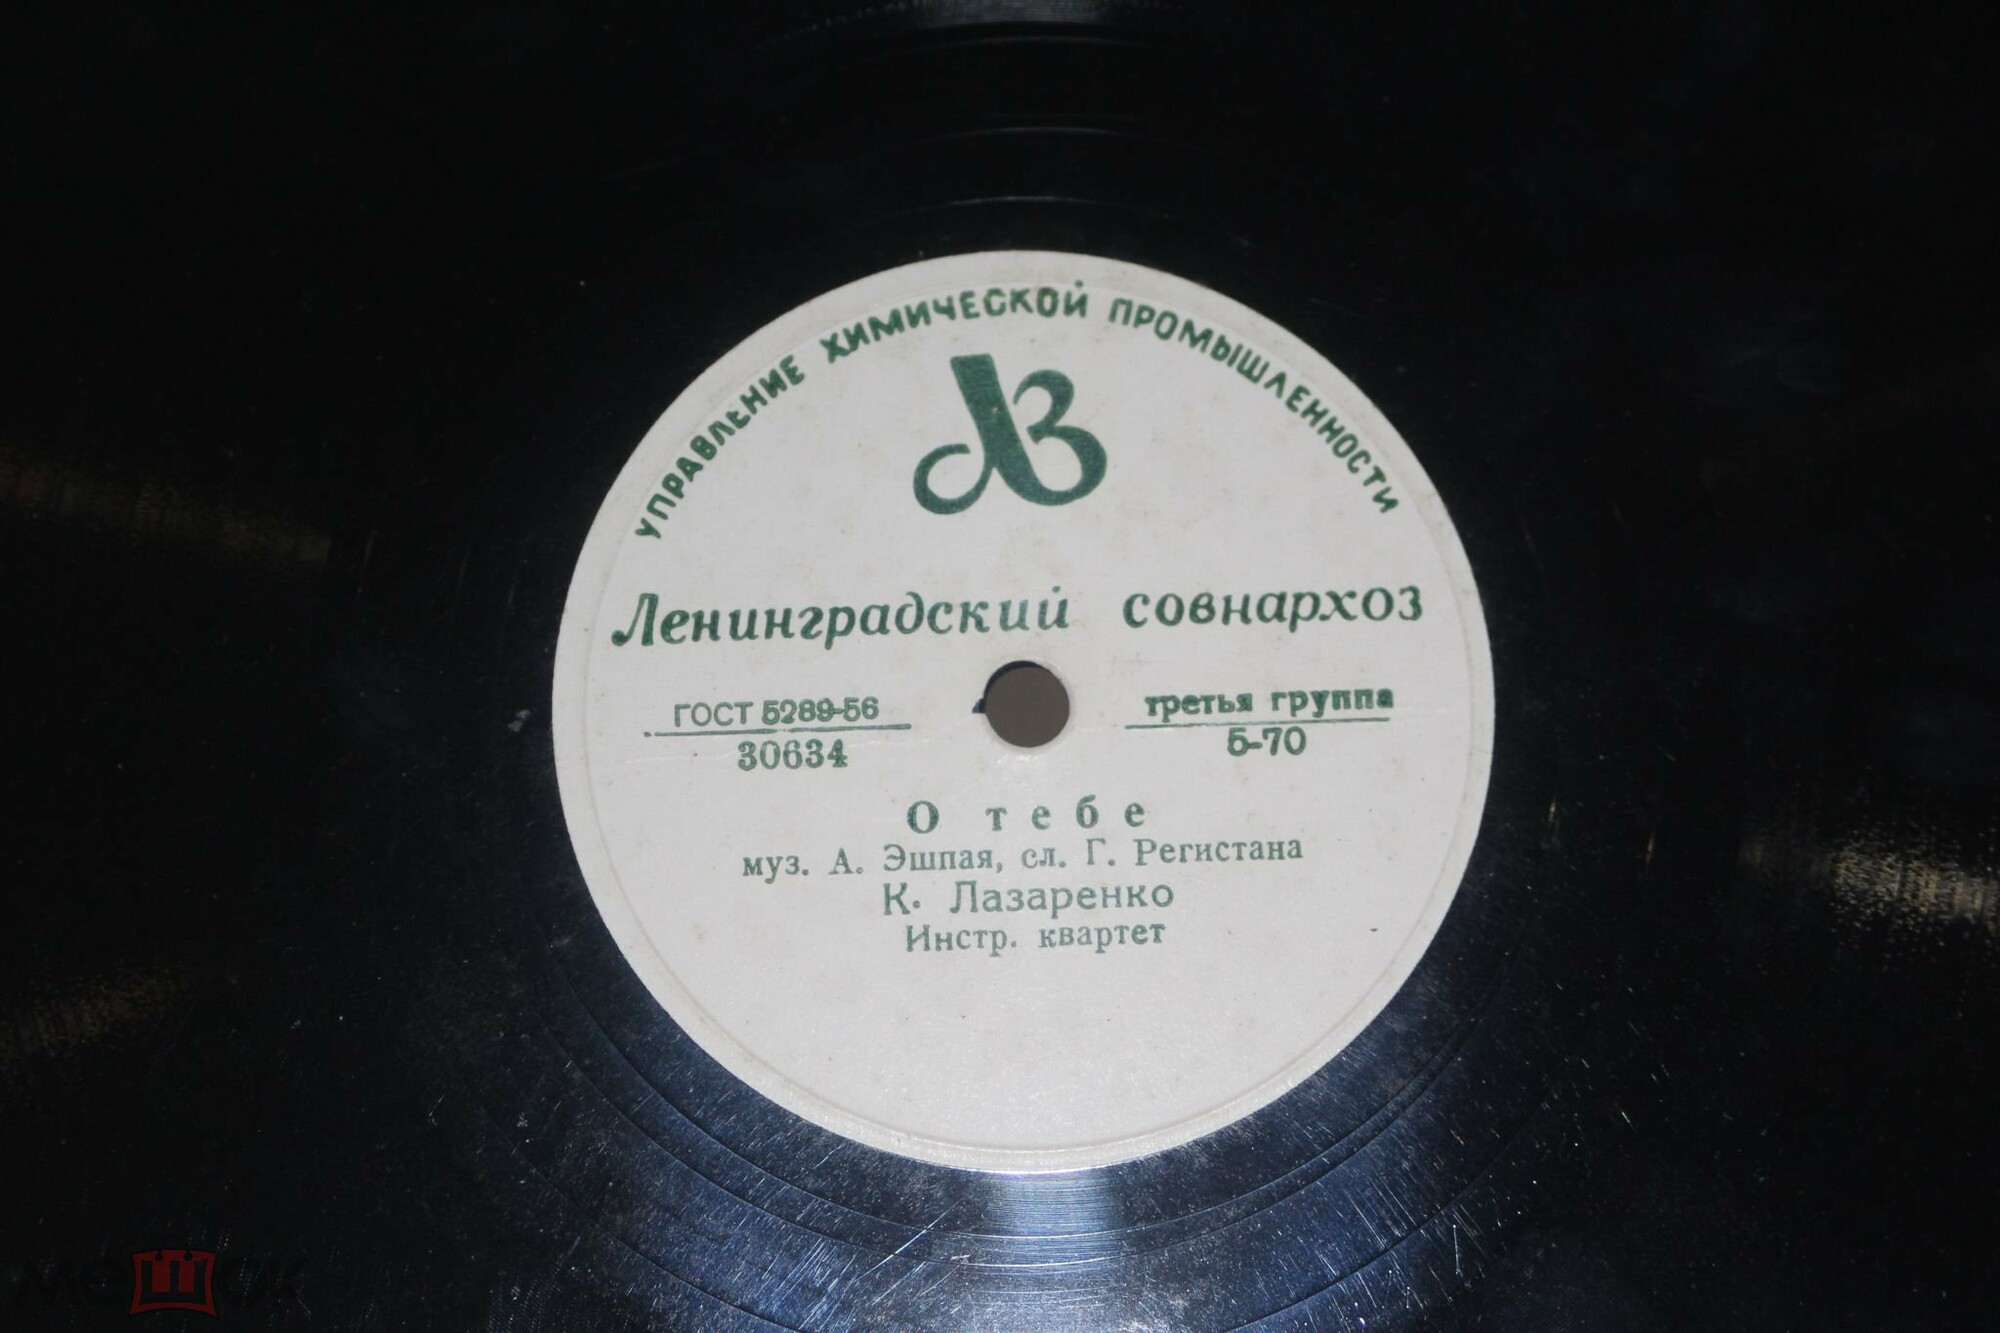 УПРАВЛЕНИЕ ХИМИЧЕСКОЙ ПРОМЫШЛЕННОСТИ
ЛЗ
Ленинградский совнархоз
ГОСТ 5289-56
30634
третья группа
5-70
О тебе
муз. А. Эшпая, сл. Г. Регистана
К. Лазаренко
Инстр. квартет
мешок